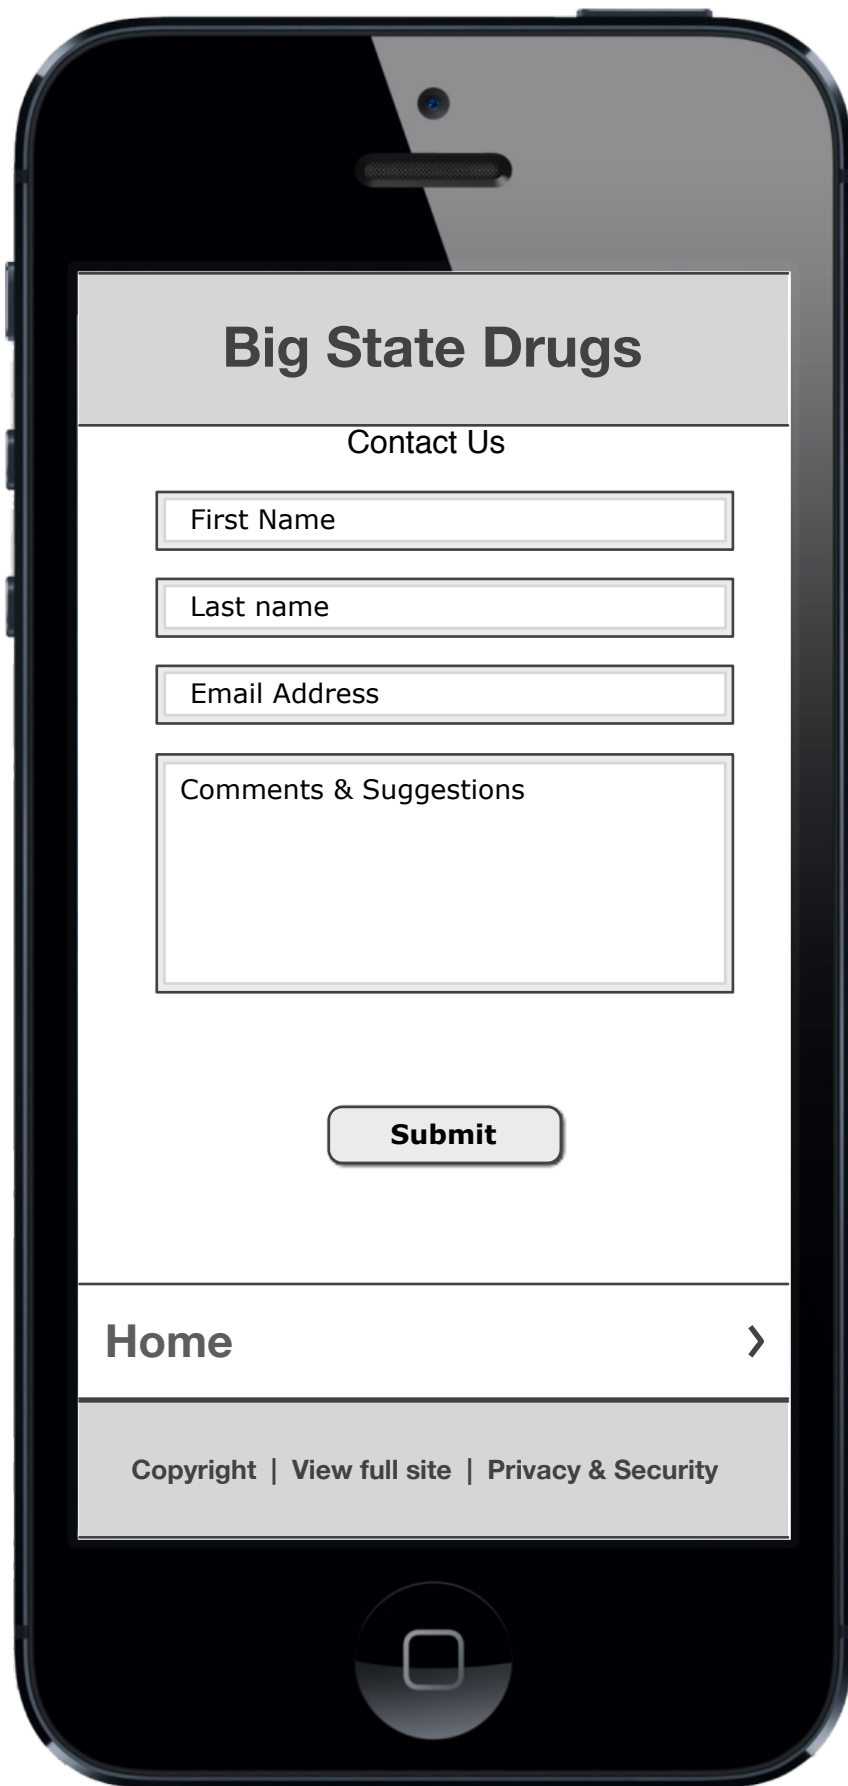 Big State Drugs
Contact Us
First Name
Last name
Email Address
Comments & Suggestions
Submit
Home
Copyright | View full site | Privacy & Security